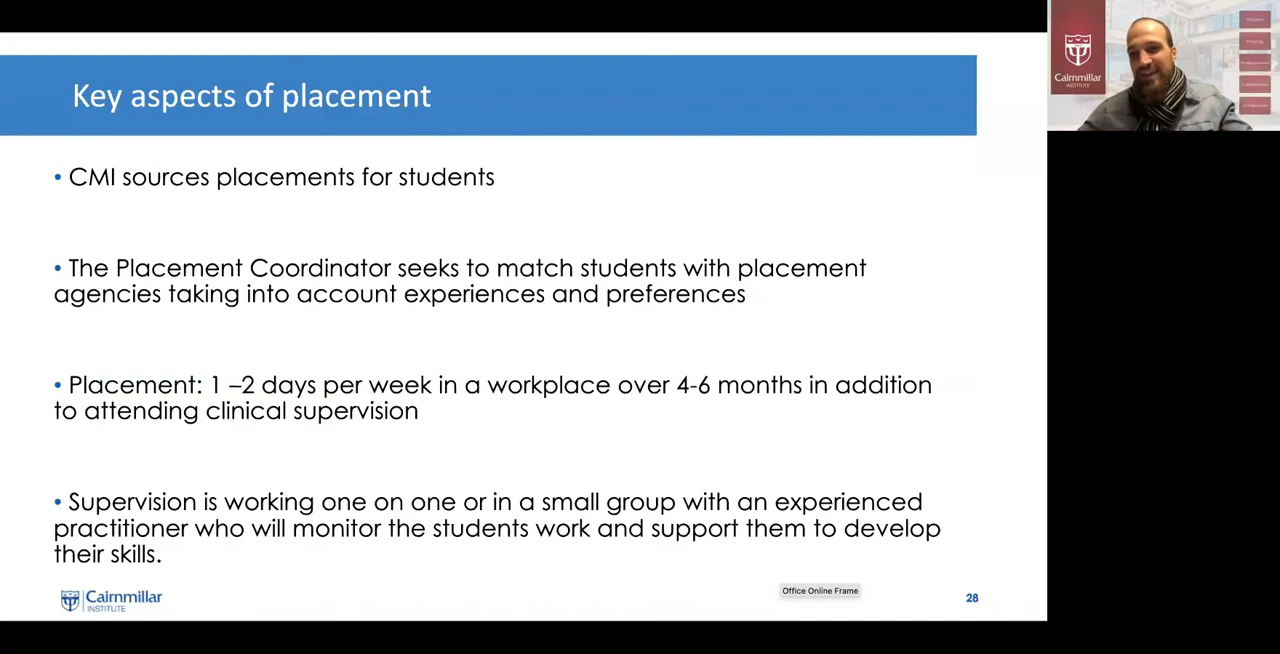 Key aspects of placement
• CMI sources placements for students
• The Placement Coordinator seeks to match students with placement
agencies taking into account experiences and preferences
• Placement: 1 –2 days per week in a workplace over 4-6 months in addition
to attending clinical supervision
• Supervision is working one on one or in a small group with an experienced
practitioner who will monitor the students work and support them to develop
their skills.
Cairnmillar
INSTITUTE
Office Online Frame
28
Cairnmillar
INSTITUTE